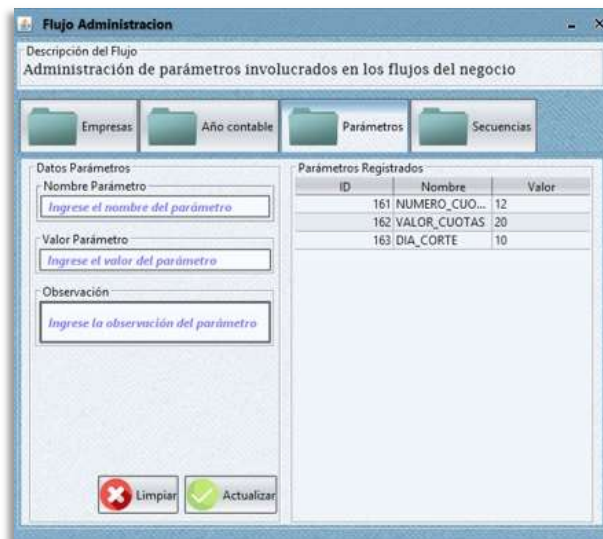 Flujo Administracion
Descripción del Flujo
Administración de parámetros involucrados en los flujos del negocio
Empresas Año contable Parámetros Secuencias
Datos Parámetros
Nombre Parámetro
Ingrese el nombre del parámetro
Valor Parámetro
Ingrese el valor del parámetro
Observación
Ingrese la observación del parámetro
Limpiar Actualizar
Parámetros Registrados
ID Nombre Valor
161 NUMERO_CUO... 12
162 VALOR_CUOTAS 20
163 DIA_CORTE 10